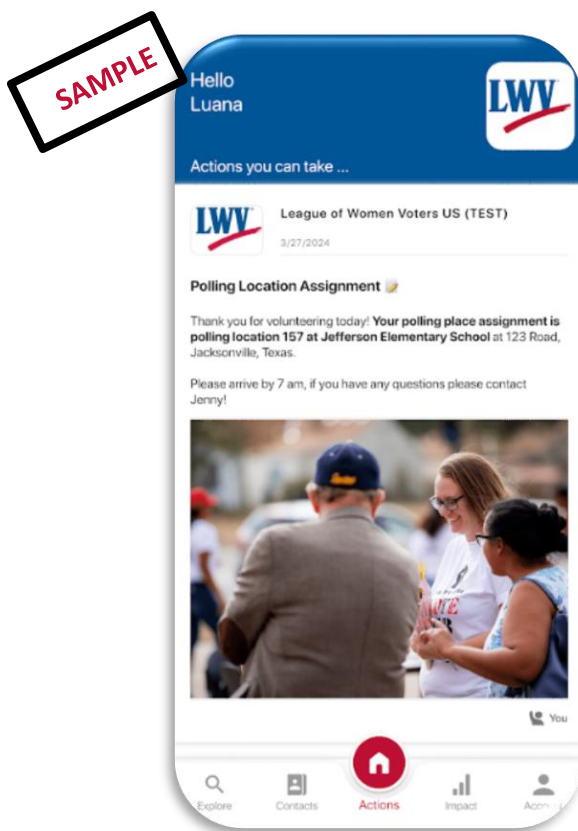 SAMPLE
Hello
Luana
LWV
Actions you can take ...
LWV
League of Women Voters US (TEST)
3/27/2024
Polling Location Assignment 📝
Thank you for volunteering today! Your polling place assignment is
polling location 157 at Jefferson Elementary School at 123 Road,
Jacksonville, Texas.
Please arrive by 7 am, if you have any questions please contact
Jenny!
You
Explore
Contacts
Actions
Impact